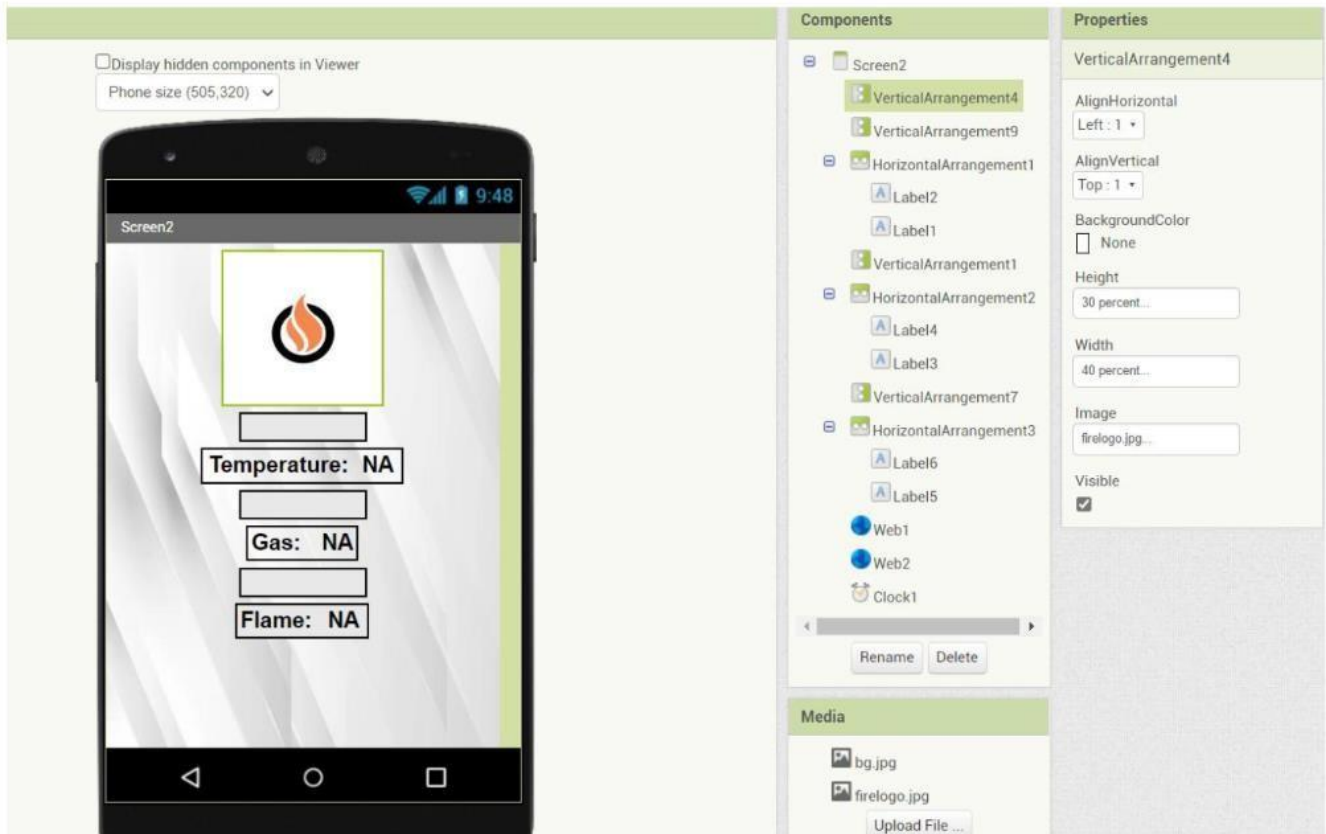 Display hidden components in Viewer
Phone size (505,320)
9:48
Screen2
Temperature: NA
Gas: NA
Flame: NA
Components
Screen2
VerticalArrangement4
VerticalArrangement9
HorizontalArrangement1
A Label2
A Label1
VerticalArrangement1
HorizontalArrangement2
A Label4
A Label3
VerticalArrangement7
HorizontalArrangement3
A Label6
A Label5
Web1
Web2
Clock1
Rename Delete
Media
bg.jpg
firelogo.jpg
Upload File ...
Properties
VerticalArrangement4
AlignHorizontal
Left : 1
AlignVertical
Top : 1
BackgroundColor
None
Height
30 percent...
Width
40 percent...
Image
firelogo.jpg...
Visible